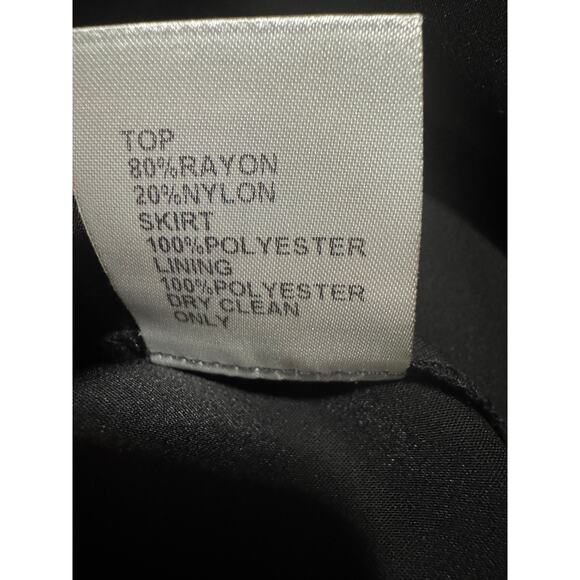 TOP
80%RAYON
20%NYLON
SKIRT
100%POLYESTER
LINING
100%POLYESTER
DRY CLEAN
ONLY